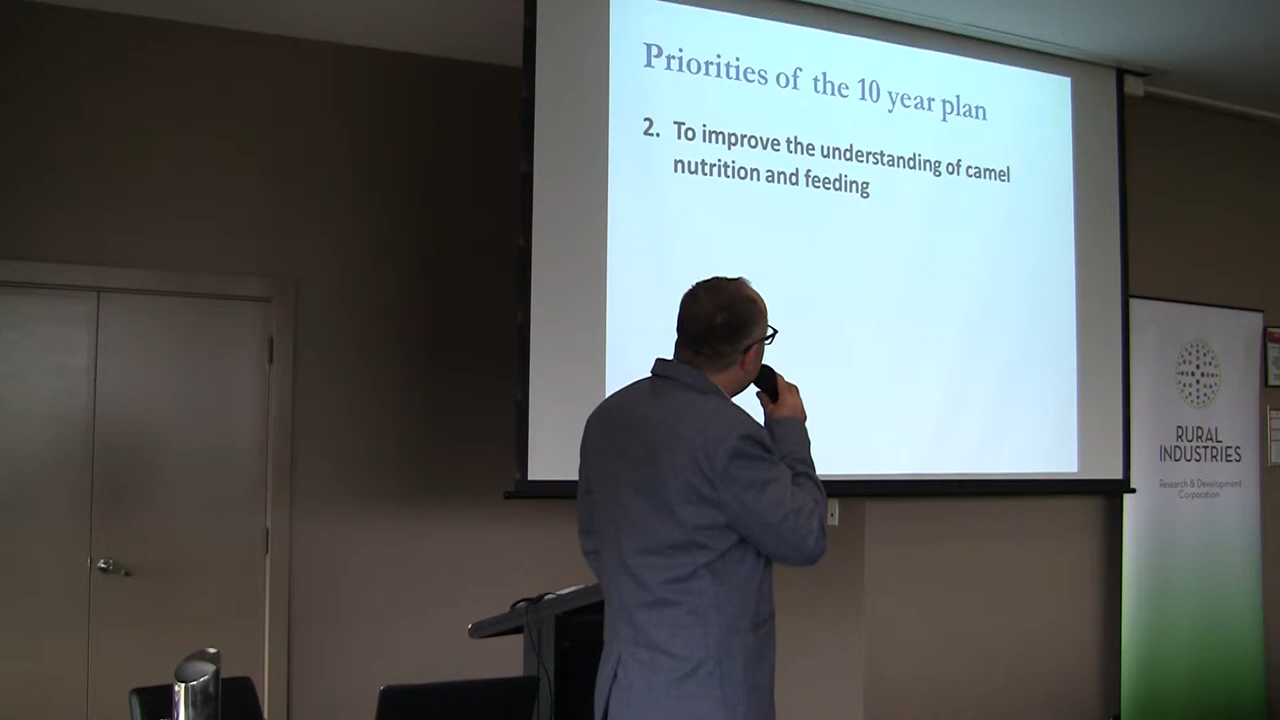 Priorities of the 10 year plan
2. To improve the understanding of camel
nutrition and feeding
RURAL
INDUSTRIES
Research & Development
Corporation